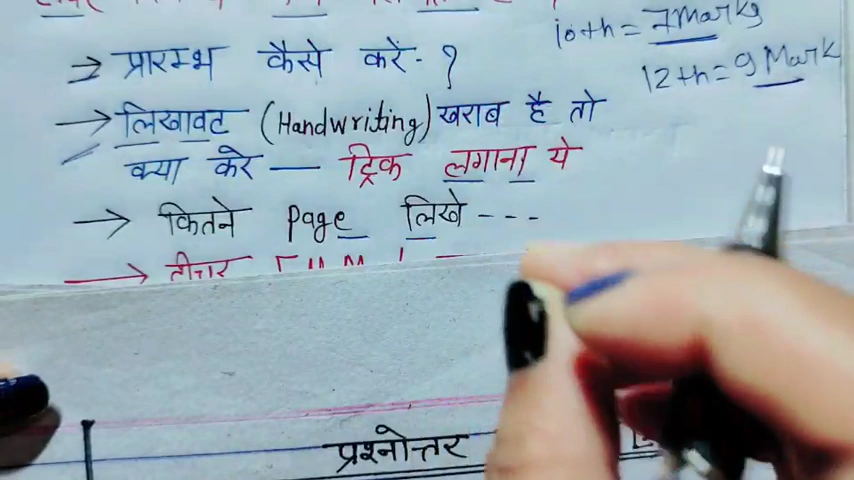 10th = 7 Marks
12th = 9 Mark
→ प्रारम्भ कैसे करें - ?
→ लिखावट (Handwriting) खराब है तो
क्या करे — ट्रिक लगाना ये
→ कितने Page लिखे ---
→
प्रश्नोत्तर